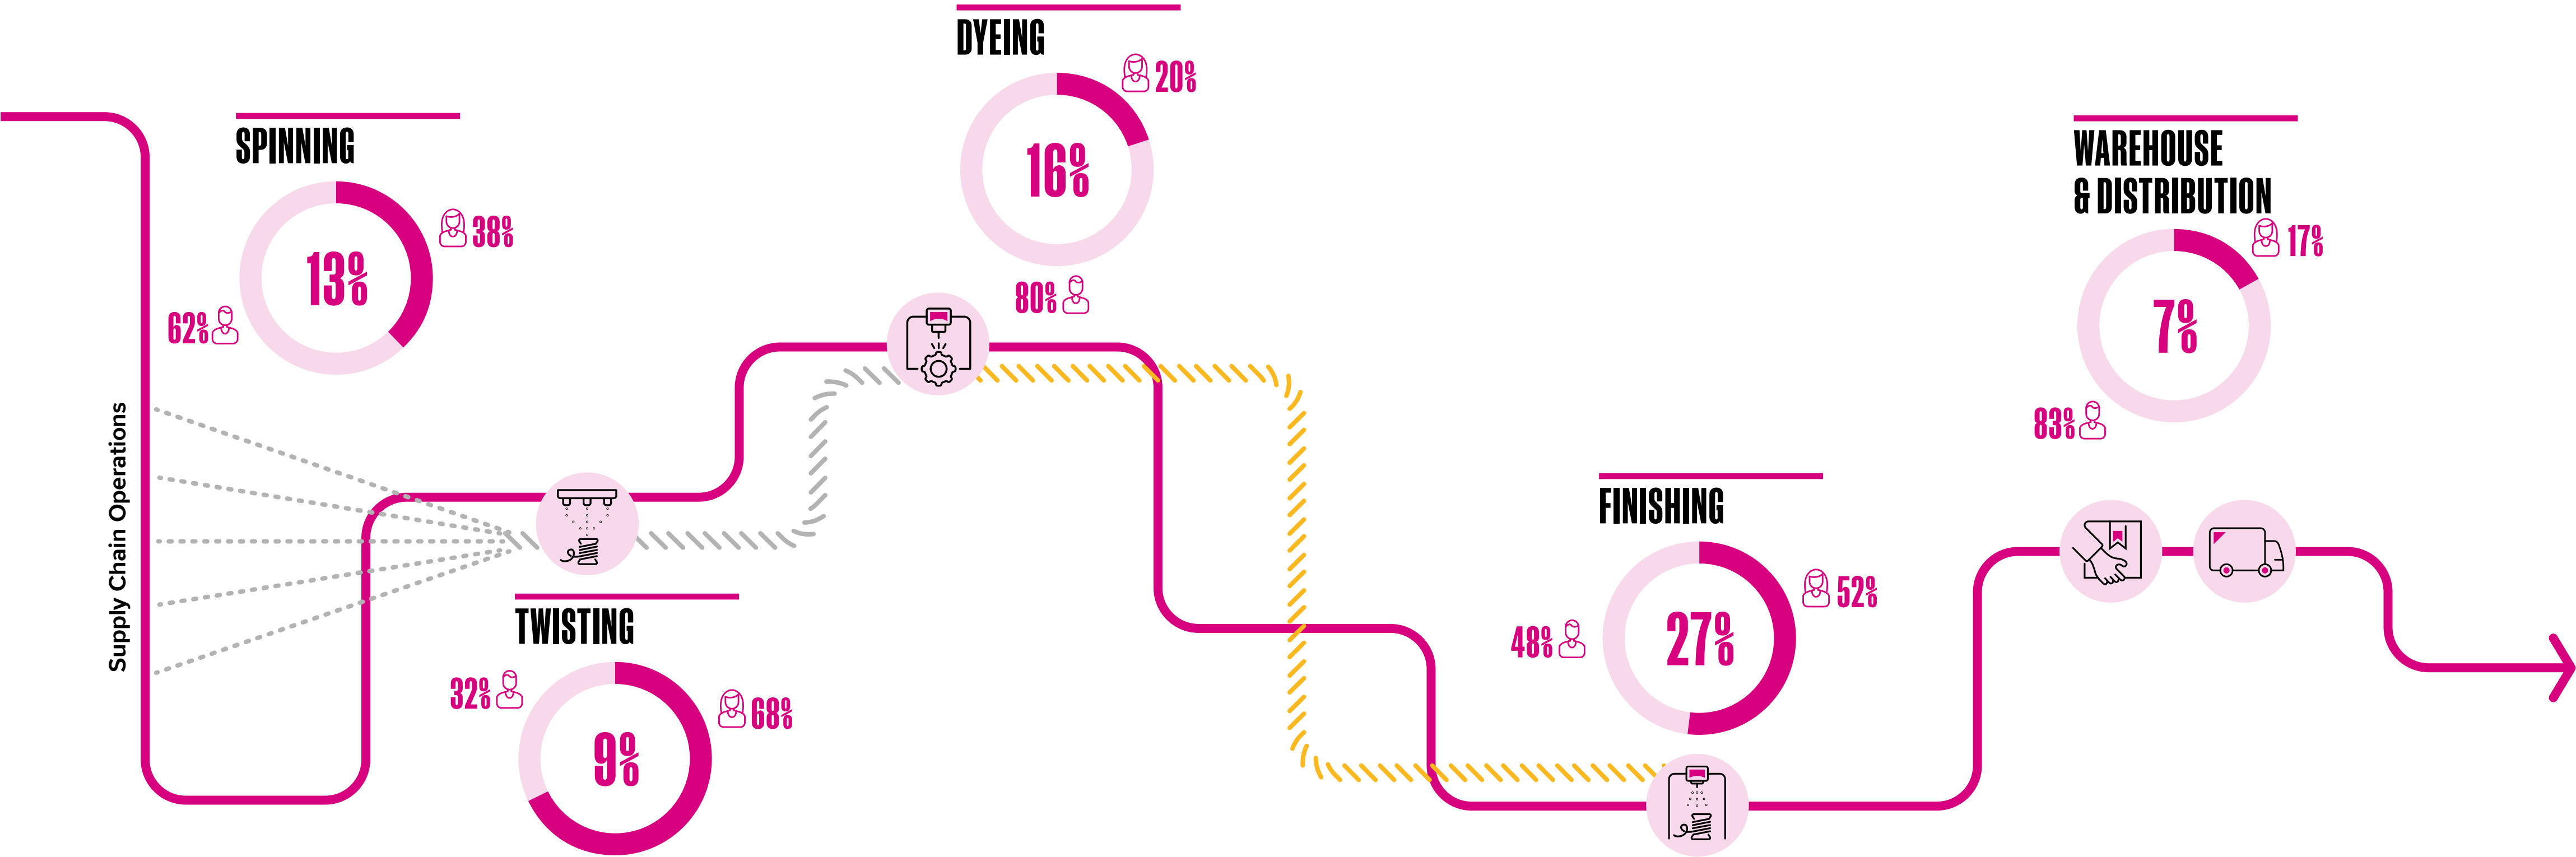 SPINNING
13%
38%
62%
Supply Chain Operations
TWISTING
9%
32%
68%
DYEING
20%
16%
80%
FINISHING
27%
52%
48%
WAREHOUSE
& DISTRIBUTION
17%
7%
83%